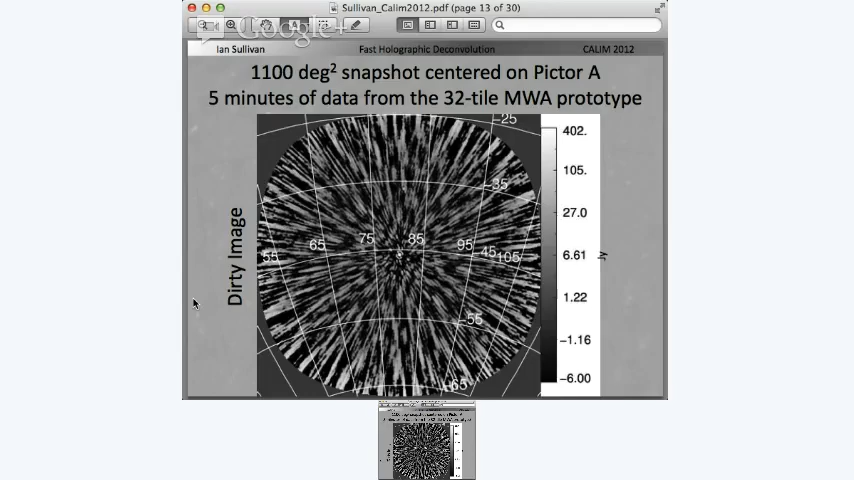 Sullivan_Calim2012.pdf (page 13 of 30)
Google+
Ian Sullivan Fast Holographic Deconvolution CALIM 2012
1100 deg² snapshot centered on Pictor A
5 minutes of data from the 32-tile MWA prototype
Dirty Image
-25
-35
55 65 75 85 95 -45 105
-55
-65
402.
105.
27.0
6.61
1.22
-1.16
-6.00
Jy